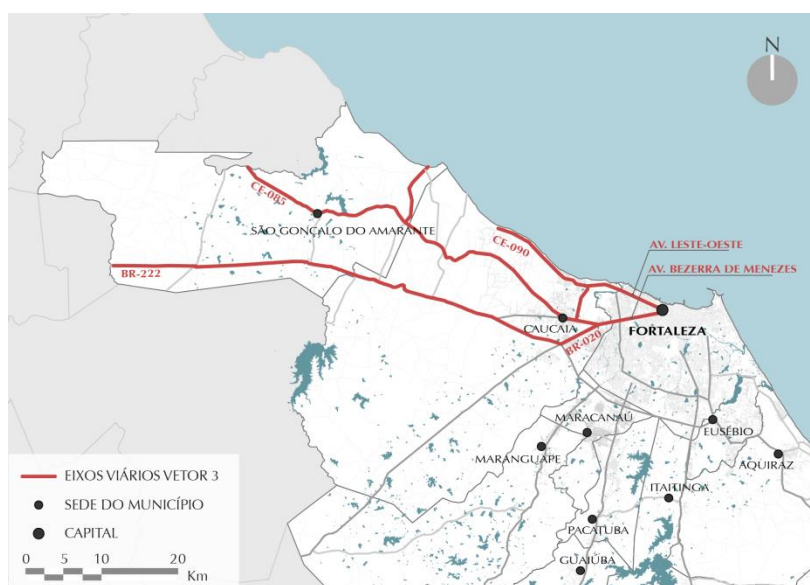 N
CE-085
SÃO GONÇALO DO AMARANTE
CE-090
AV. LESTE-OESTE
AV. BEZERRA DE MENEZES
BR-222
CAUCAIA
FORTALEZA
BR-020
MARACANAÚ
EUSÉBIO
MARANGUAPE
AQUIRAZ
ITAITINGA
PACATUBA
GUAIÚBA
EIXOS VIÁRIOS VETOR 3
SEDE DO MUNICÍPIO
CAPITAL
0 5 10 20
Km